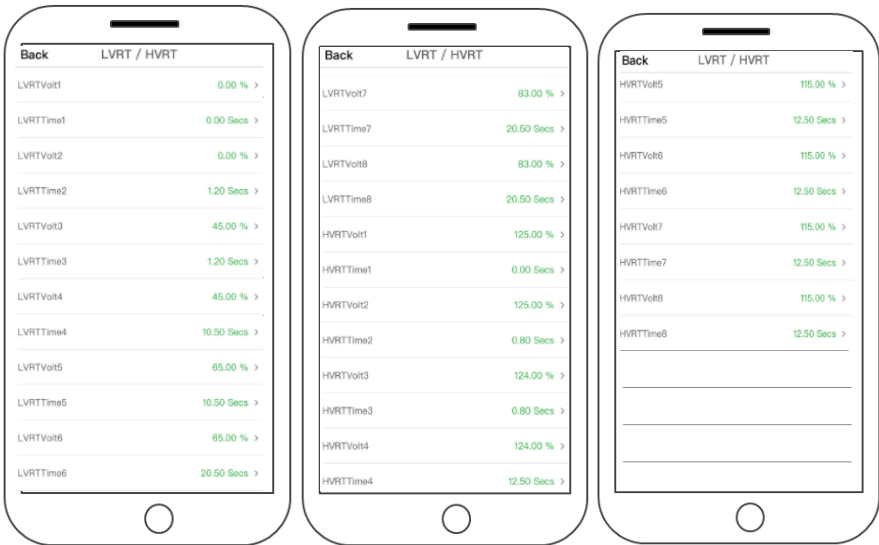 Back LVRT / HVRT
LVRTVolt1 0.00 % >
LVRTTime1 0.00 Secs >
LVRTVolt2 0.00 % >
LVRTTime2 1.20 Secs >
LVRTVolt3 45.00 % >
LVRTTime3 1.20 Secs >
LVRTVolt4 45.00 % >
LVRTTime4 10.50 Secs >
LVRTVolt5 65.00 % >
LVRTTime5 10.50 Secs >
LVRTVolt6 65.00 % >
LVRTTime6 20.50 Secs >
Back LVRT / HVRT
LVRTVolt7 83.00 % >
LVRTTime7 20.50 Secs >
LVRTVolt8 83.00 % >
LVRTTime8 20.50 Secs >
HVRTVolt1 125.00 % >
HVRTTime1 0.00 Secs >
HVRTVolt2 125.00 % >
HVRTTime2 0.80 Secs >
HVRTVolt3 124.00 % >
HVRTTime3 0.80 Secs >
HVRTVolt4 124.00 % >
HVRTTime4 12.50 Secs >
Back LVRT / HVRT
HVRTVolt5 115.00 % >
HVRTTime5 12.50 Secs >
HVRTVolt6 115.00 % >
HVRTTime6 12.50 Secs >
HVRTVolt7 115.00 % >
HVRTTime7 12.50 Secs >
HVRTVolt8 115.00 % >
HVRTTime8 12.50 Secs >